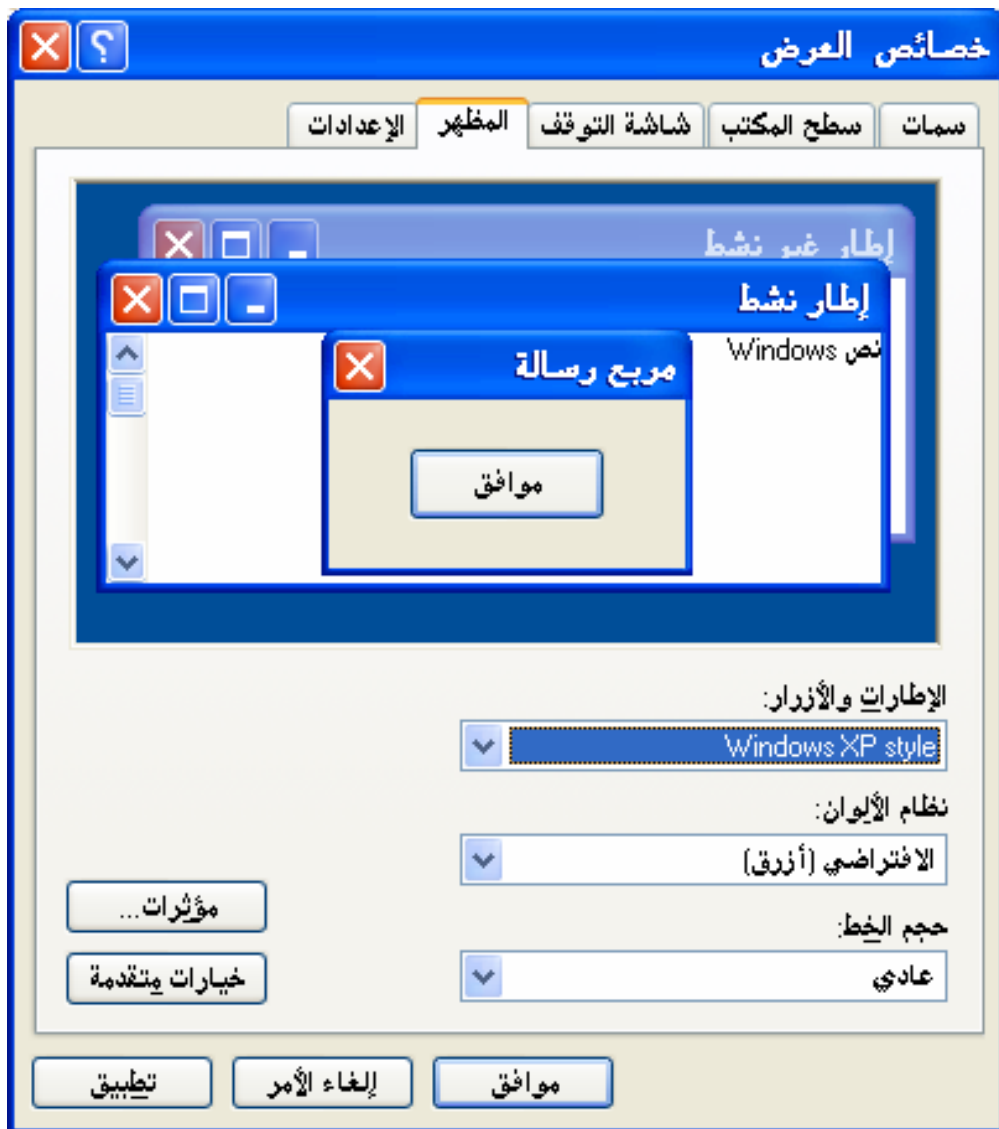 خصائص العرض
سمات
سطح المكتب
شاشة التوقف
المظهر
الإعدادات
إطار غير نشط
إطار نشط
نص Windows
مربع رسالة
موافق
الإطارات والأزرار:
Windows XP style
نظام الألوان:
الافتراضي (أزرق)
مؤثرات...
حجم الخط:
عادي
خيارات متقدمة
موافق
إلغاء الأمر
تطبيق